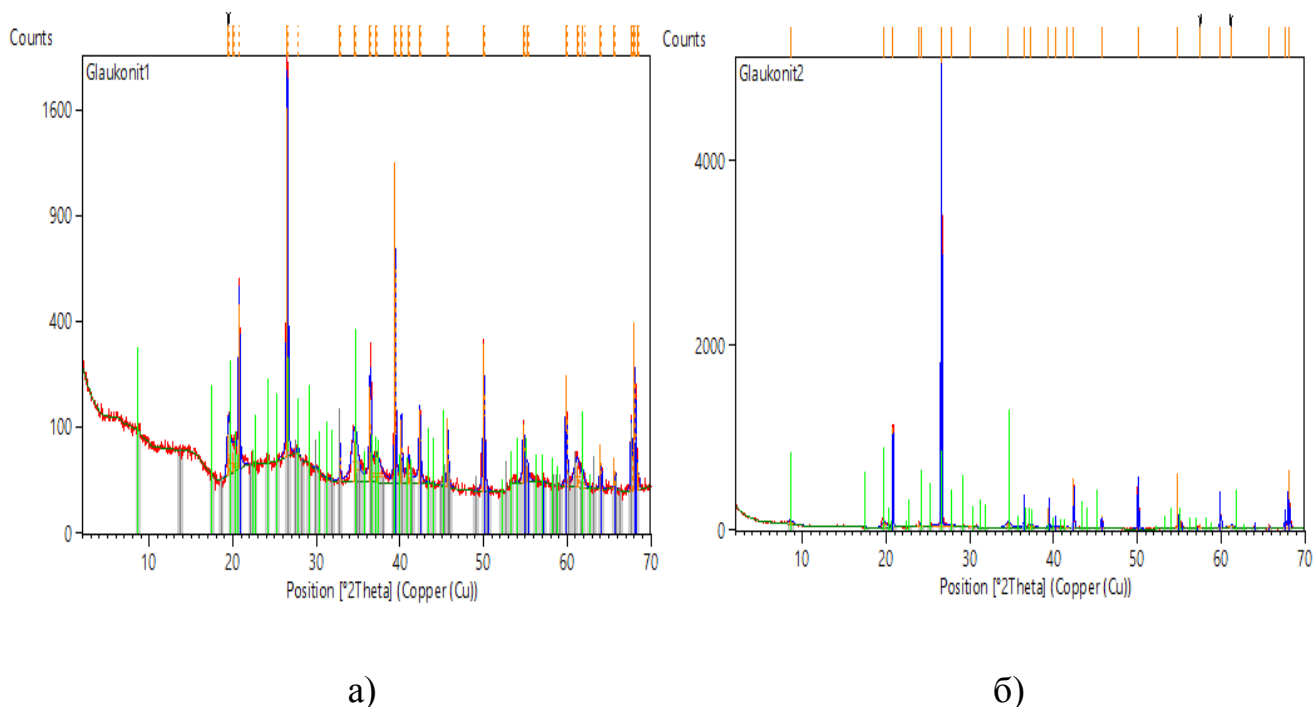 Counts
Glaukonit1
1600
900
400
100
0
10 20 30 40 50 60 70
Position [°2Theta] (Copper (Cu))
а)
Counts
Glaukonit2
4000
2000
0
10 20 30 40 50 60 70
Position [°2Theta] (Copper (Cu))
б)